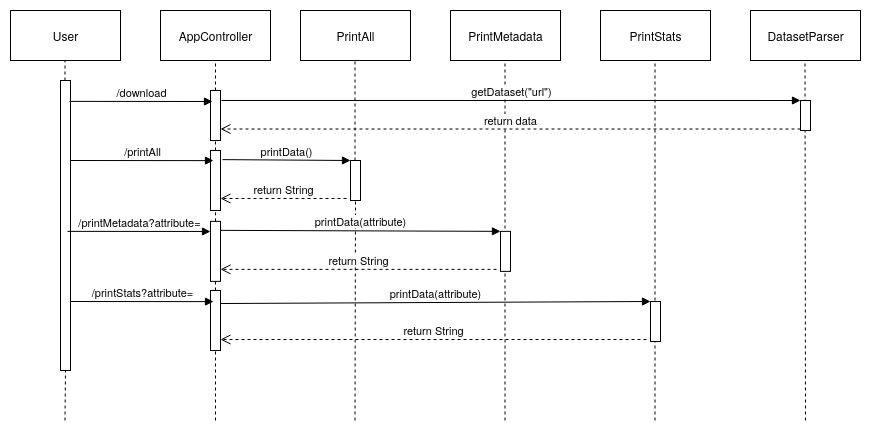 User
AppController
PrintAll
PrintMetadata
PrintStats
DatasetParser
/download
getDataset("url")
return data
/printAll
printData()
return String
/printMetadata?attribute=
printData(attribute)
return String
/printStats?attribute=
printData(attribute)
return String